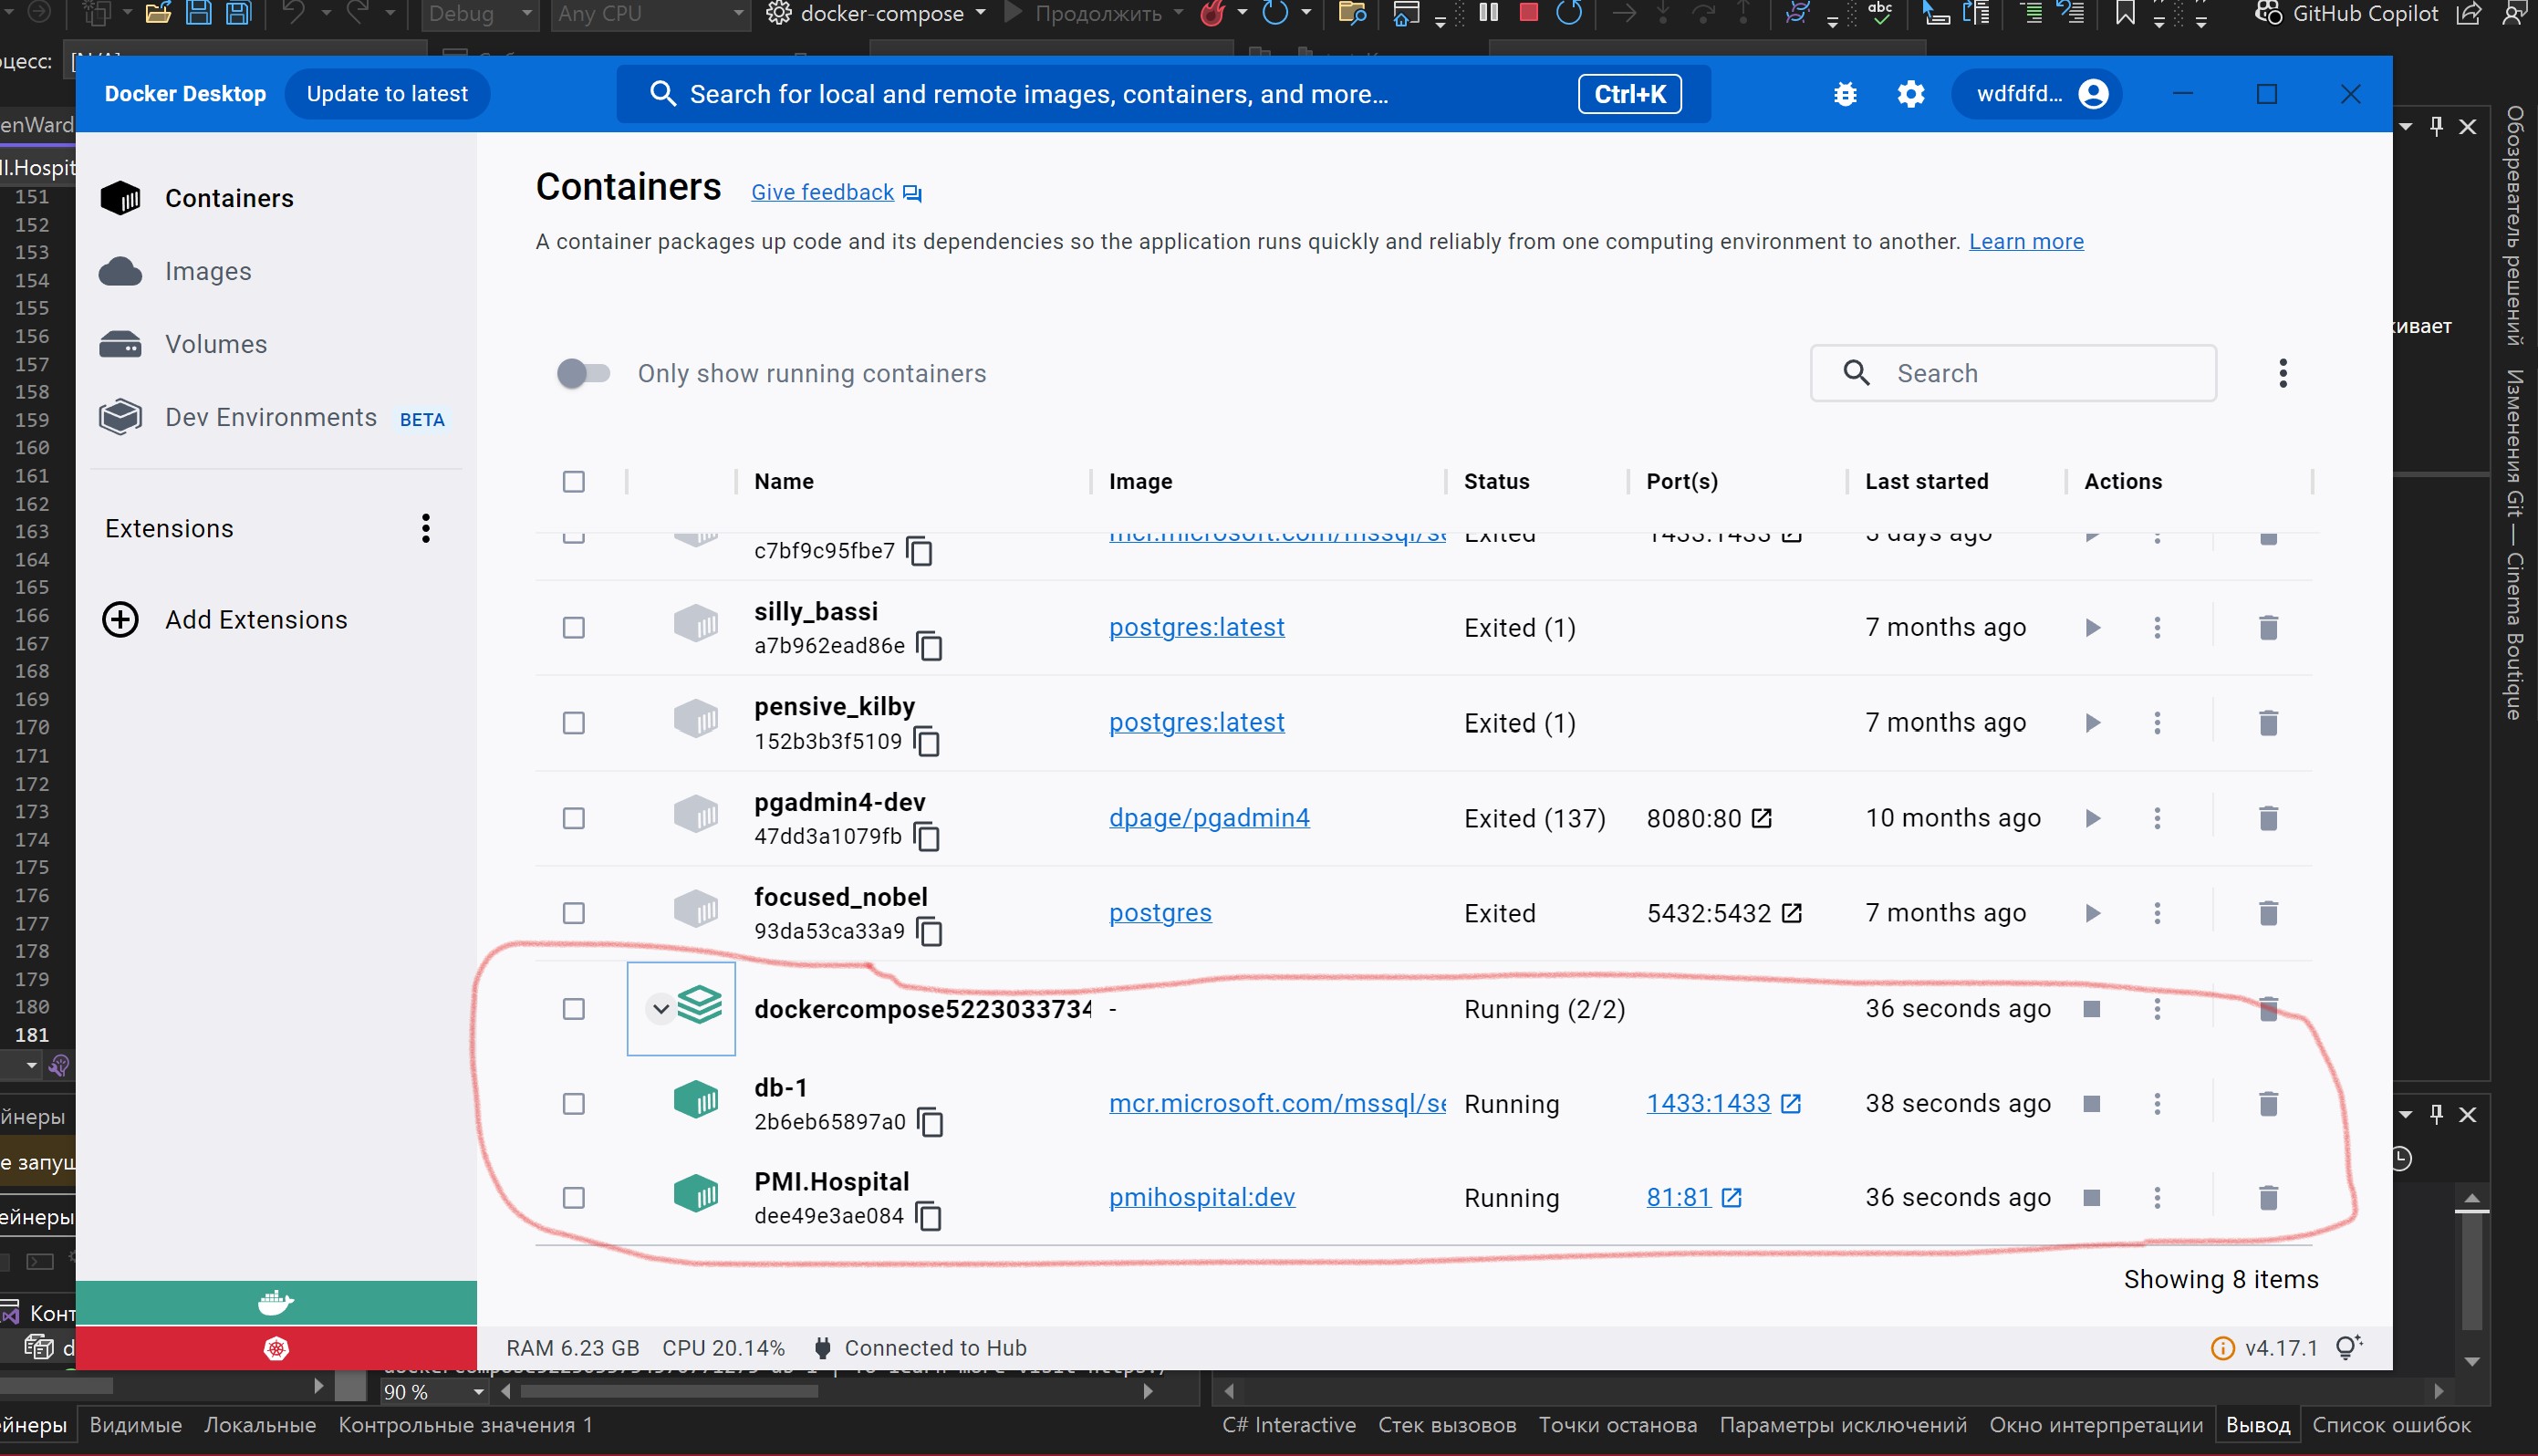 Debug
Any CPU
docker-compose
Продолжить
GitHub Copilot
цесс:
Docker Desktop
Update to latest
Search for local and remote images, containers, and more...
Ctrl+K
wdfdfd...
enWard
ll.Hospit
151
152
153
154
155
156
157
158
159
160
161
162
163
164
165
166
167
168
169
170
171
172
173
174
175
176
177
178
179
180
181
Containers
Images
Volumes
Dev Environments BETA
Extensions
Add Extensions
Containers Give feedback
A container packages up code and its dependencies so the application runs quickly and reliably from one computing environment to another. Learn more
Only show running containers
Search
Name Image Status Port(s) Last started Actions
mcr.microsoft.com/mssql/se Exited 1433:1433 3 days ago
c7bf9c95fbe7
silly_bassi
a7b962ead86e
postgres:latest Exited (1) 7 months ago
pensive_kilby
152b3b3f5109
postgres:latest Exited (1) 7 months ago
pgadmin4-dev
47dd3a1079fb
dpage/pgadmin4 Exited (137) 8080:80 10 months ago
focused_nobel
93da53ca33a9
postgres Exited 5432:5432 7 months ago
dockercompose5223033734 - Running (2/2) 36 seconds ago
db-1
2b6eb65897a0
mcr.microsoft.com/mssql/se Running 1433:1433 38 seconds ago
PMI.Hospital
dee49e3ae084
pmihospital:dev Running 81:81 36 seconds ago
Showing 8 items
RAM 6.23 GB CPU 20.14% Connected to Hub
v4.17.1
Обозреватель решений
Изменения Git — Cinema Boutique
живает
йнеры
е запущ
ейнеры
Конт
d
90 %
ейнеры Видимые Локальные Контрольные значения 1
C# Interactive Стек вызовов Точки останова Параметры исключений Окно интерпретации Вывод Список ошибок